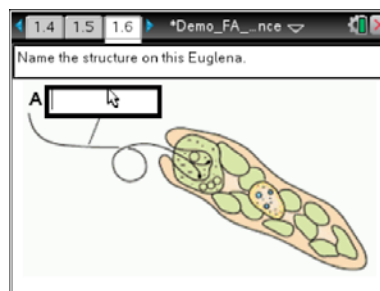 1.4 1.5 1.6 *Demo_FA_...nce
Name the structure on this Euglena.
A